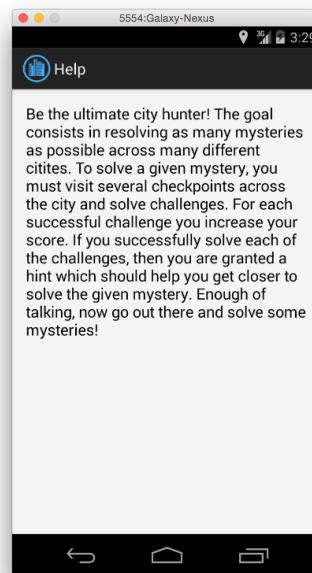 5554:Galaxy-Nexus
3G 3:29
Help
Be the ultimate city hunter! The goal
consists in resolving as many mysteries
as possible across many different
citites. To solve a given mystery, you
must visit several checkpoints across
the city and solve challenges. For each
successful challenge you increase your
score. If you successfully solve each of
the challenges, then you are granted a
hint which should help you get closer to
solve the given mystery. Enough of
talking, now go out there and solve some
mysteries!